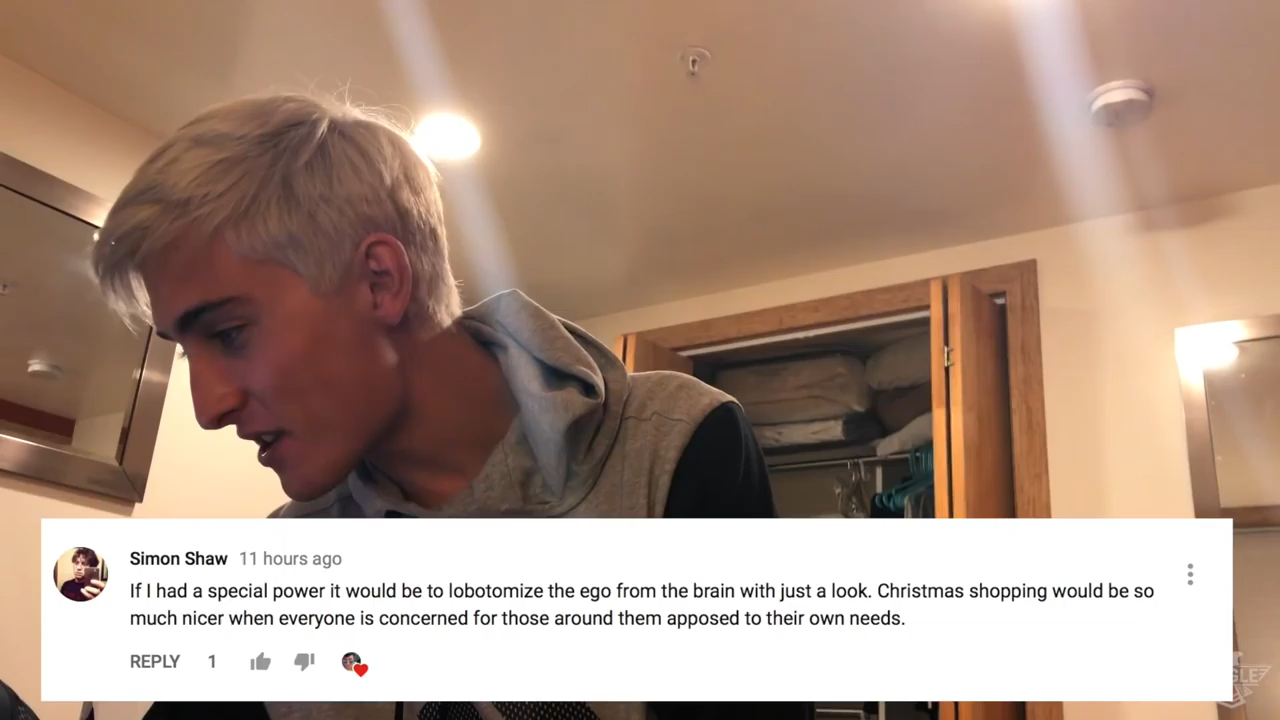 Simon Shaw 11 hours ago
If I had a special power it would be to lobotomize the ego from the brain with just a look. Christmas shopping would be so
much nicer when everyone is concerned for those around them apposed to their own needs.
REPLY 1